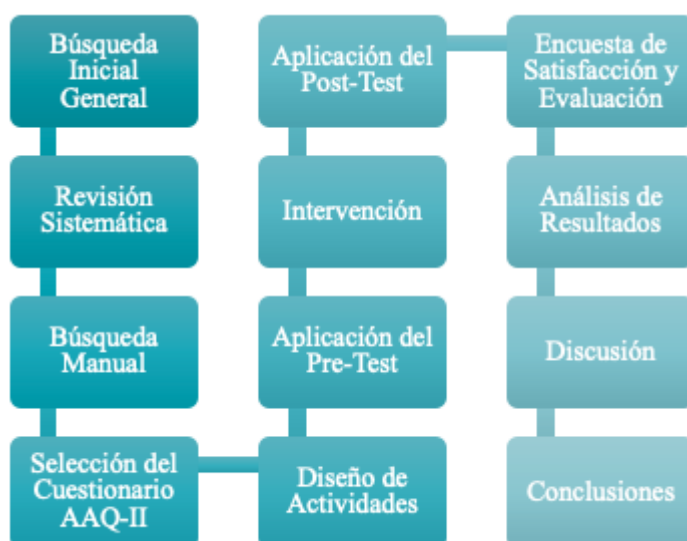 Búsqueda
Inicial
General
Revisión
Sistemática
Búsqueda
Manual
Selección del
Cuestionario
AAQ-II
Diseño de
Actividades
Aplicación del
Pre-Test
Intervención
Aplicación del
Post-Test
Encuesta de
Satisfacción y
Evaluación
Análisis de
Resultados
Discusión
Conclusiones